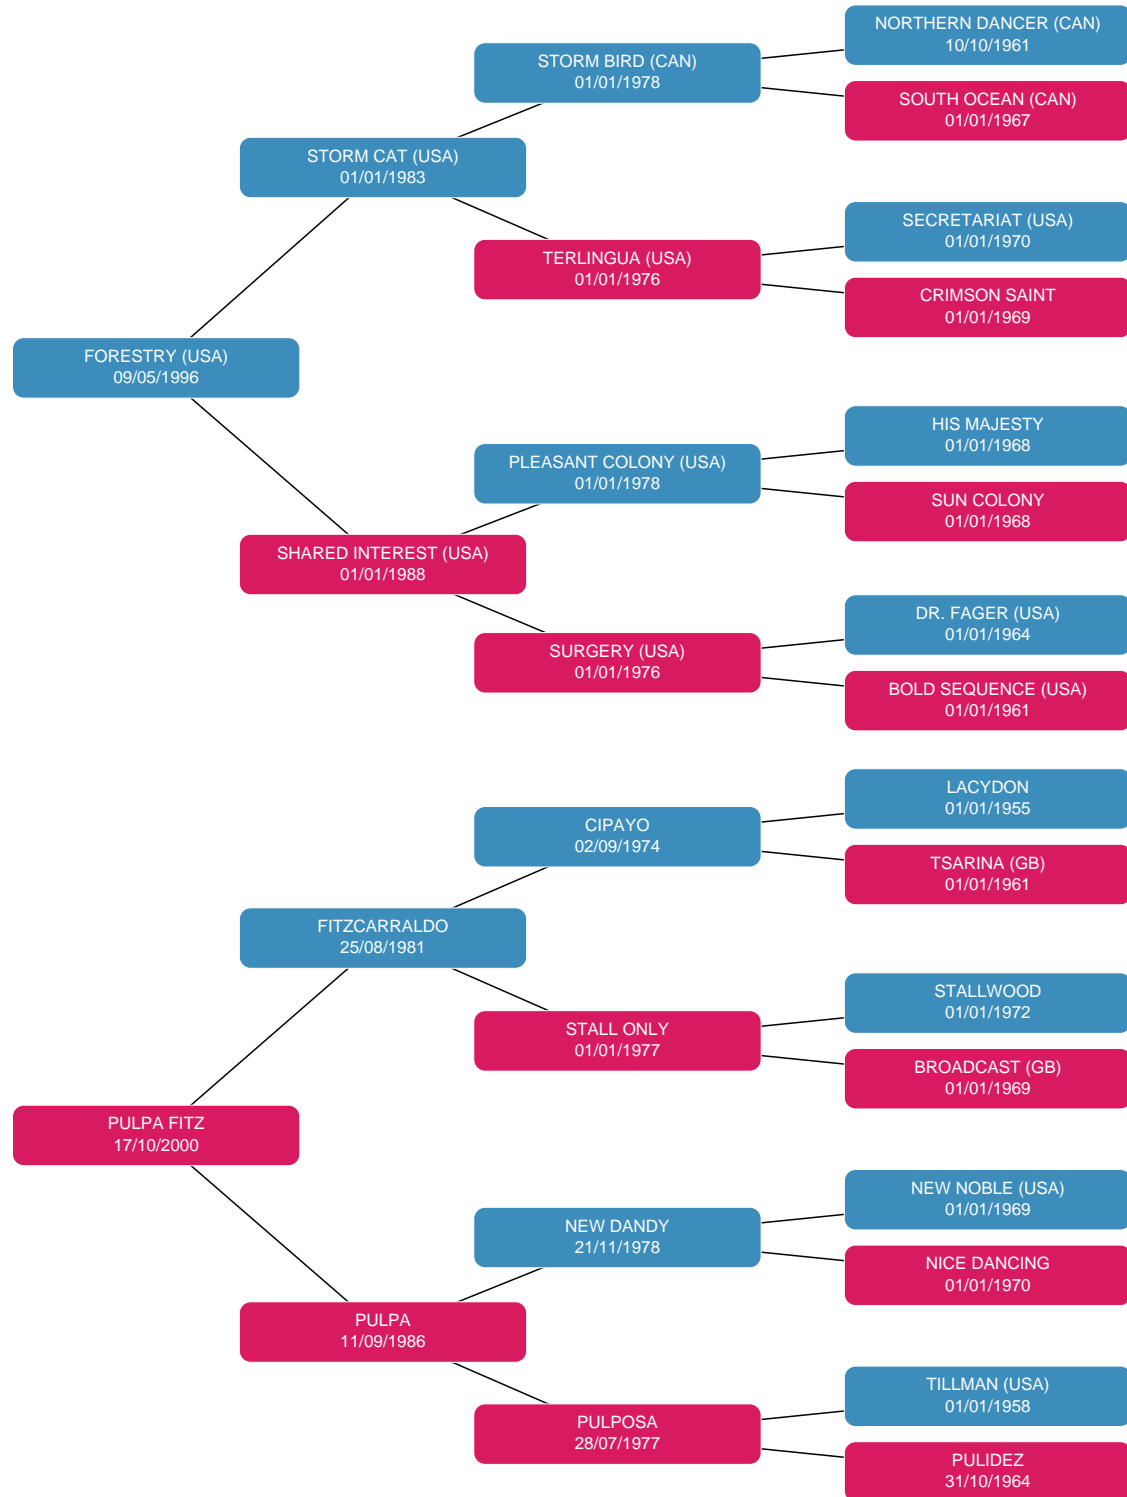 NORTHERN DANCER (CAN)
10/10/1961
STORM BIRD (CAN)
01/01/1978
SOUTH OCEAN (CAN)
01/01/1967
STORM CAT (USA)
01/01/1983
SECRETARIAT (USA)
01/01/1970
TERLINGUA (USA)
01/01/1976
CRIMSON SAINT
01/01/1969
FORESTRY (USA)
09/05/1996
HIS MAJESTY
01/01/1968
PLEASANT COLONY (USA)
01/01/1978
SUN COLONY
01/01/1968
SHARED INTEREST (USA)
01/01/1988
DR. FAGER (USA)
01/01/1964
SURGERY (USA)
01/01/1976
BOLD SEQUENCE (USA)
01/01/1961
LACYDON
01/01/1955
CIPAYO
02/09/1974
TSARINA (GB)
01/01/1961
FITZCARRALDO
25/08/1981
STALLWOOD
01/01/1972
STALL ONLY
01/01/1977
BROADCAST (GB)
01/01/1969
PULPA FITZ
17/10/2000
NEW NOBLE (USA)
01/01/1969
NEW DANDY
21/11/1978
NICE DANCING
01/01/1970
PULPA
11/09/1986
TILLMAN (USA)
01/01/1958
PULPOSA
28/07/1977
PULIDEZ
31/10/1964